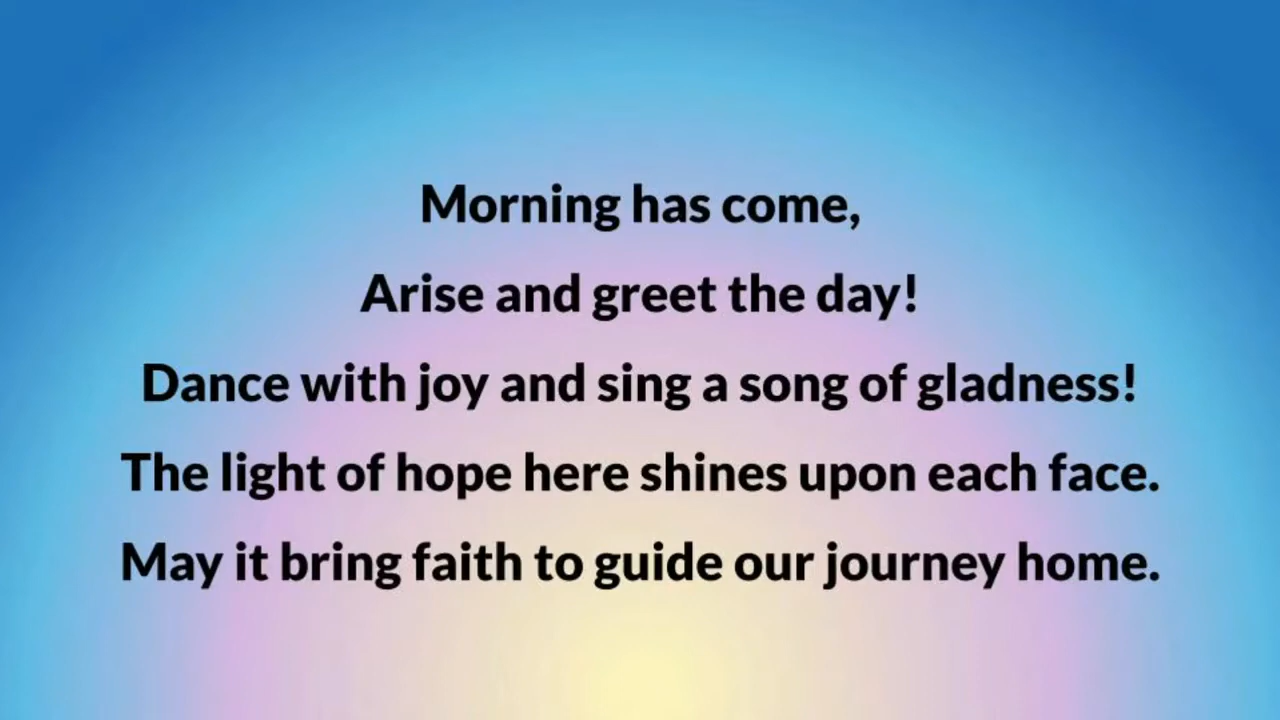 Morning has come,
Arise and greet the day!
Dance with joy and sing a song of gladness!
The light of hope here shines upon each face.
May it bring faith to guide our journey home.